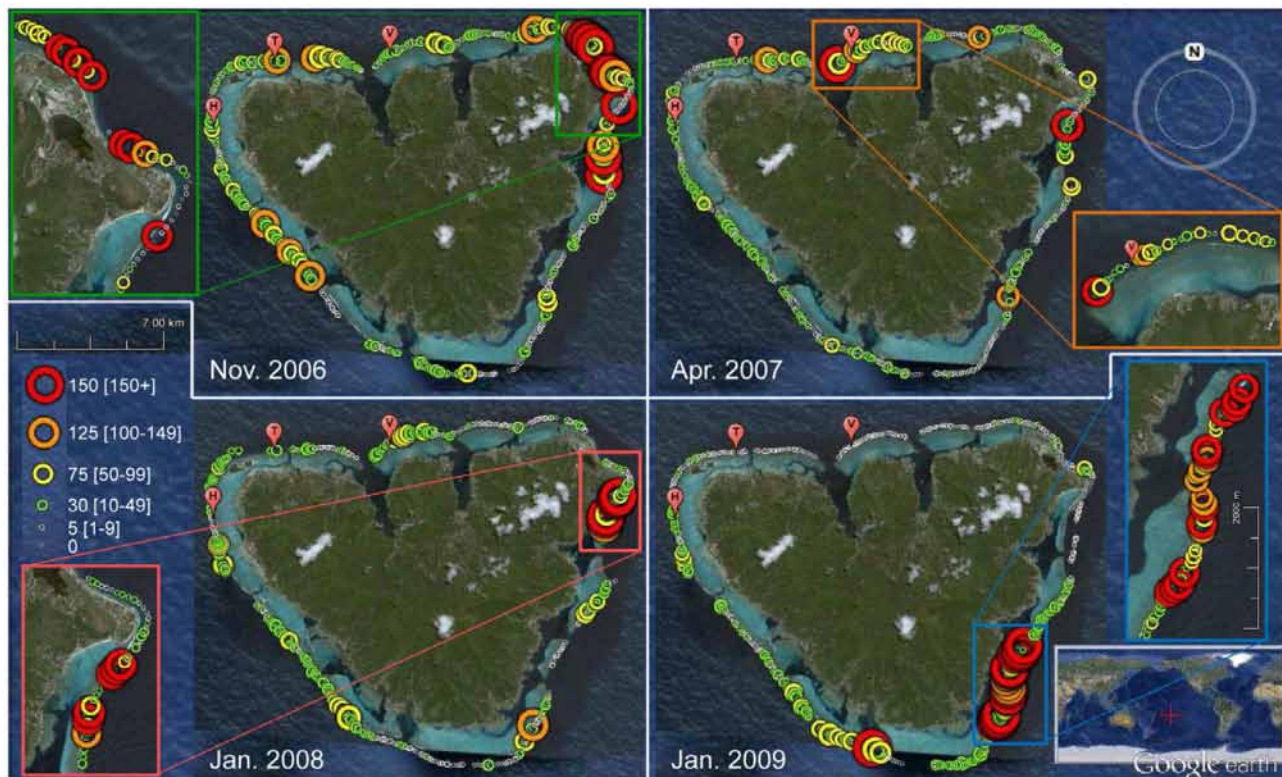 T
V
H
Nov. 2006
T
V
H
Apr. 2007
N
V
7.00 km
150 [150+]
125 [100-149]
75 [50-99]
30 [10-49]
5 [1-9]
0
T
V
H
Jan. 2008
T
V
H
Jan. 2009
2000 m
Google earth